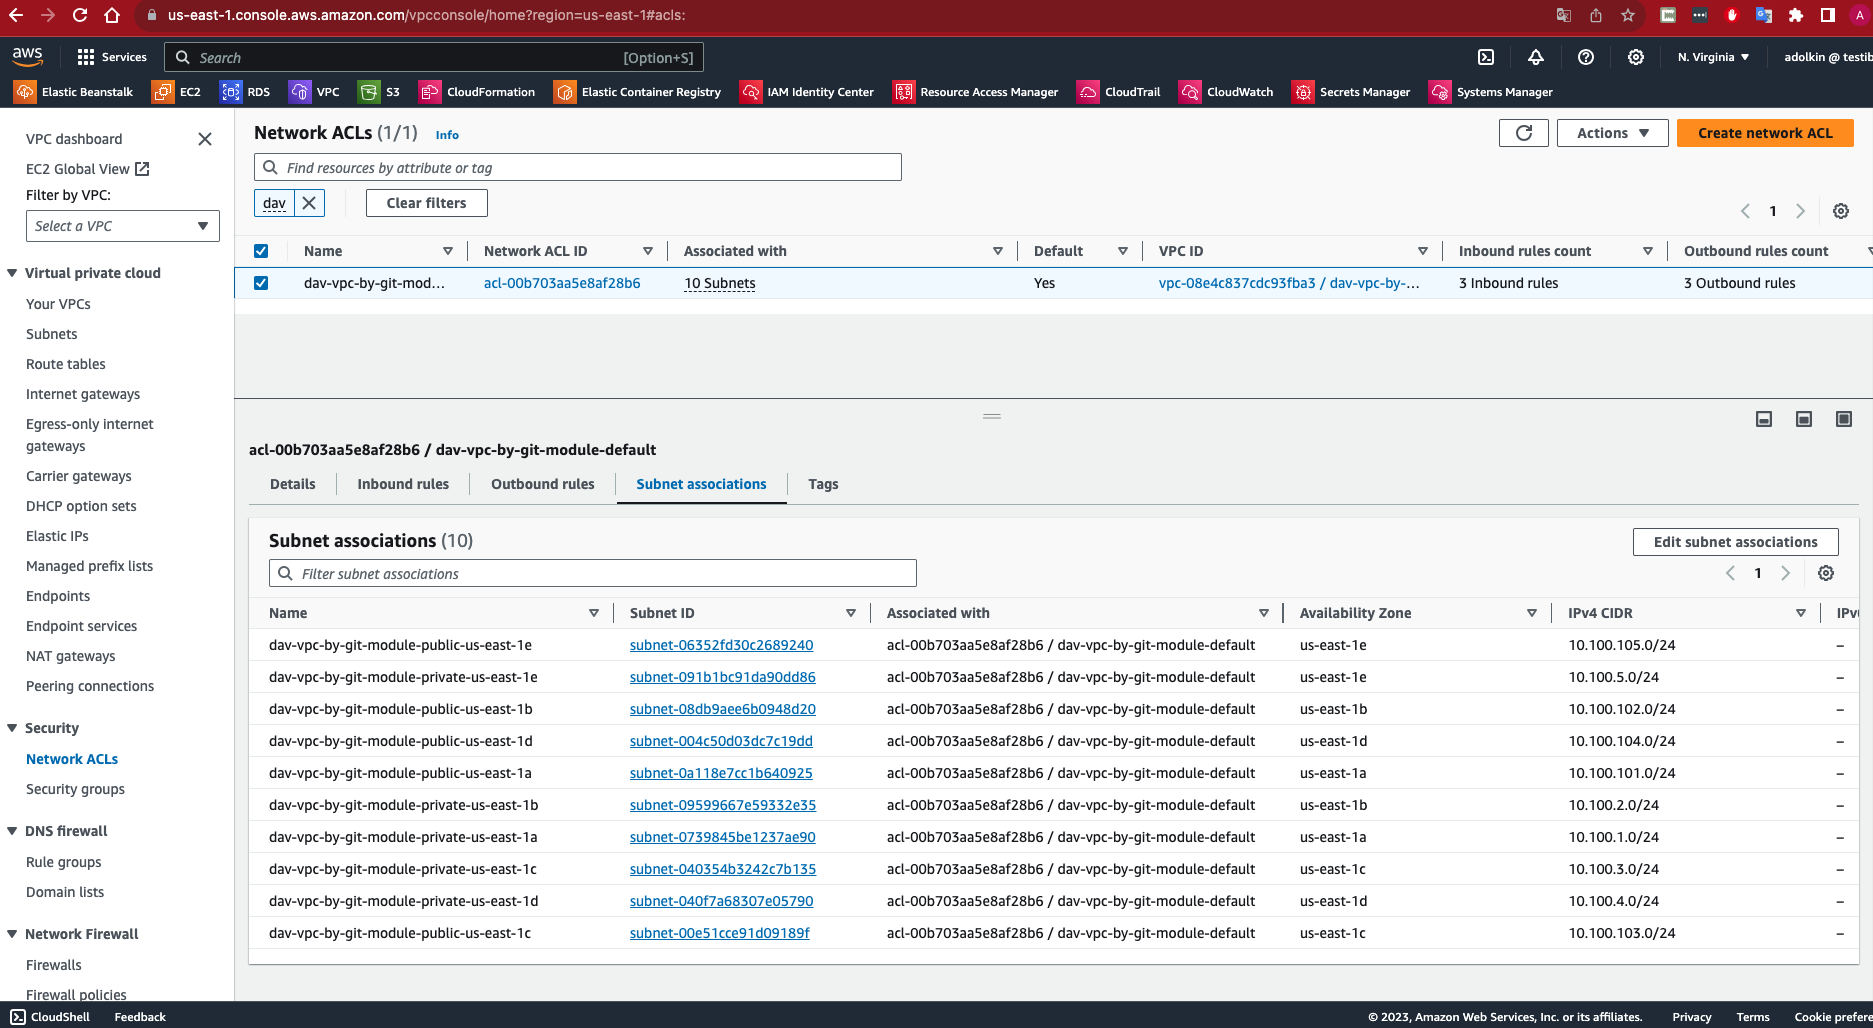 us-east-1.console.aws.amazon.com/vpcconsole/home?region=us-east-1#acls:
A
aws Services Search [Option+S] N. Virginia ▼ adolkin @ testib
Elastic Beanstalk EC2 RDS VPC S3 CloudFormation Elastic Container Registry IAM Identity Center Resource Access Manager CloudTrail CloudWatch Secrets Manager Systems Manager
VPC dashboard
EC2 Global View
Filter by VPC:
Select a VPC
Virtual private cloud
Your VPCs
Subnets
Route tables
Internet gateways
Egress-only internet
gateways
Carrier gateways
DHCP option sets
Elastic IPs
Managed prefix lists
Endpoints
Endpoint services
NAT gateways
Peering connections
Security
Network ACLs
Security groups
DNS firewall
Rule groups
Domain lists
Network Firewall
Firewalls
Firewall policies
Network ACLs (1/1) Info
Actions ▼ Create network ACL
Find resources by attribute or tag
dav Clear filters
1
Name Network ACL ID Associated with Default VPC ID Inbound rules count Outbound rules count
dav-vpc-by-git-mod... acl-00b703aa5e8af28b6 10 Subnets Yes vpc-08e4c837cdc93fba3 / dav-vpc-by-... 3 Inbound rules 3 Outbound rules
acl-00b703aa5e8af28b6 / dav-vpc-by-git-module-default
Details Inbound rules Outbound rules Subnet associations Tags
Subnet associations (10) Edit subnet associations
Filter subnet associations 1
Name Subnet ID Associated with Availability Zone IPv4 CIDR IPv
dav-vpc-by-git-module-public-us-east-1e subnet-06352fd30c2689240 acl-00b703aa5e8af28b6 / dav-vpc-by-git-module-default us-east-1e 10.100.105.0/24 –
dav-vpc-by-git-module-private-us-east-1e subnet-091b1bc91da90dd86 acl-00b703aa5e8af28b6 / dav-vpc-by-git-module-default us-east-1e 10.100.5.0/24 –
dav-vpc-by-git-module-public-us-east-1b subnet-08db9aee6b0948d20 acl-00b703aa5e8af28b6 / dav-vpc-by-git-module-default us-east-1b 10.100.102.0/24 –
dav-vpc-by-git-module-public-us-east-1d subnet-004c50d03dc7c19dd acl-00b703aa5e8af28b6 / dav-vpc-by-git-module-default us-east-1d 10.100.104.0/24 –
dav-vpc-by-git-module-public-us-east-1a subnet-0a118e7cc1b640925 acl-00b703aa5e8af28b6 / dav-vpc-by-git-module-default us-east-1a 10.100.101.0/24 –
dav-vpc-by-git-module-private-us-east-1b subnet-09599667e59332e35 acl-00b703aa5e8af28b6 / dav-vpc-by-git-module-default us-east-1b 10.100.2.0/24 –
dav-vpc-by-git-module-private-us-east-1a subnet-0739845be1237ae90 acl-00b703aa5e8af28b6 / dav-vpc-by-git-module-default us-east-1a 10.100.1.0/24 –
dav-vpc-by-git-module-private-us-east-1c subnet-040354b3242c7b135 acl-00b703aa5e8af28b6 / dav-vpc-by-git-module-default us-east-1c 10.100.3.0/24 –
dav-vpc-by-git-module-private-us-east-1d subnet-040f7a68307e05790 acl-00b703aa5e8af28b6 / dav-vpc-by-git-module-default us-east-1d 10.100.4.0/24 –
dav-vpc-by-git-module-public-us-east-1c subnet-00e51cce91d09189f acl-00b703aa5e8af28b6 / dav-vpc-by-git-module-default us-east-1c 10.100.103.0/24 –
CloudShell Feedback © 2023, Amazon Web Services, Inc. or its affiliates. Privacy Terms Cookie prefere